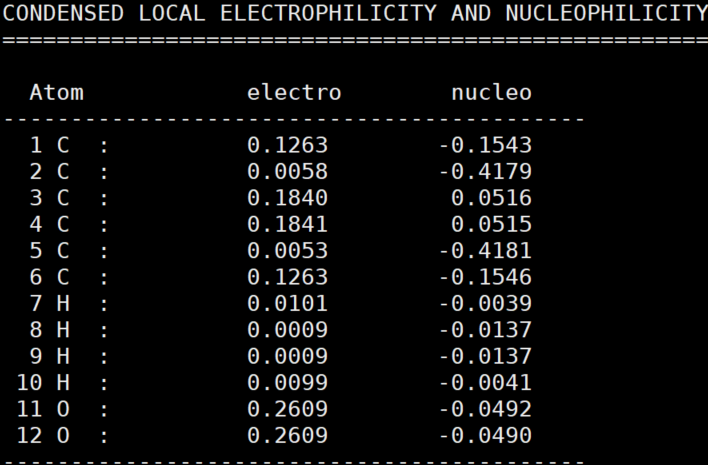 CONDENSED LOCAL ELECTROPHILICITY AND NUCLEOPHILICITY
====================================================
Atom electro nucleo
-------------------------------------------
1 C : 0.1263 -0.1543
2 C : 0.0058 -0.4179
3 C : 0.1840 0.0516
4 C : 0.1841 0.0515
5 C : 0.0053 -0.4181
6 C : 0.1263 -0.1546
7 H : 0.0101 -0.0039
8 H : 0.0009 -0.0137
9 H : 0.0009 -0.0137
10 H : 0.0099 -0.0041
11 O : 0.2609 -0.0492
12 O : 0.2609 -0.0490
-------------------------------------------